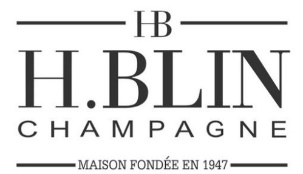 HB
H.BLIN
CHAMPAGNE
MAISON FONDÉE EN 1947